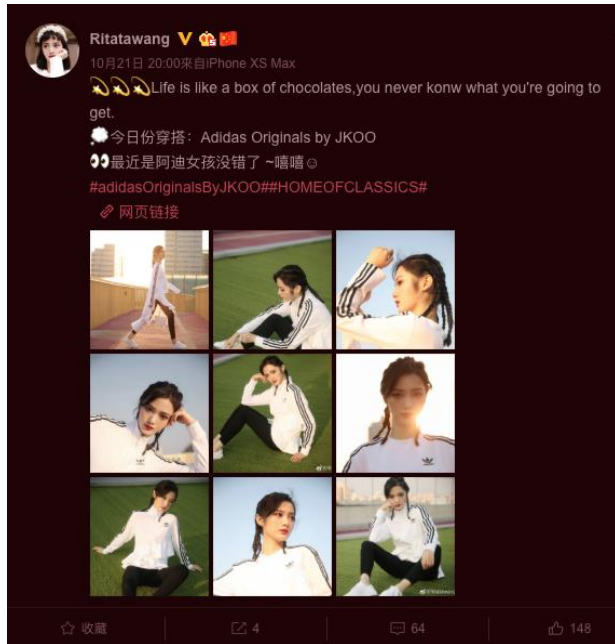 Ritatawang
10月21日 20:00来自iPhone XS Max
💫💫💫Life is like a box of chocolates,you never konw what you're going to
get.
💭今日份穿搭：Adidas Originals by JKOO
👀最近是阿迪女孩没错了 ~嘻嘻☺
#adidasOriginalsByJKOO##HOMEOFCLASSICS#
网页链接
收藏
4
64
148